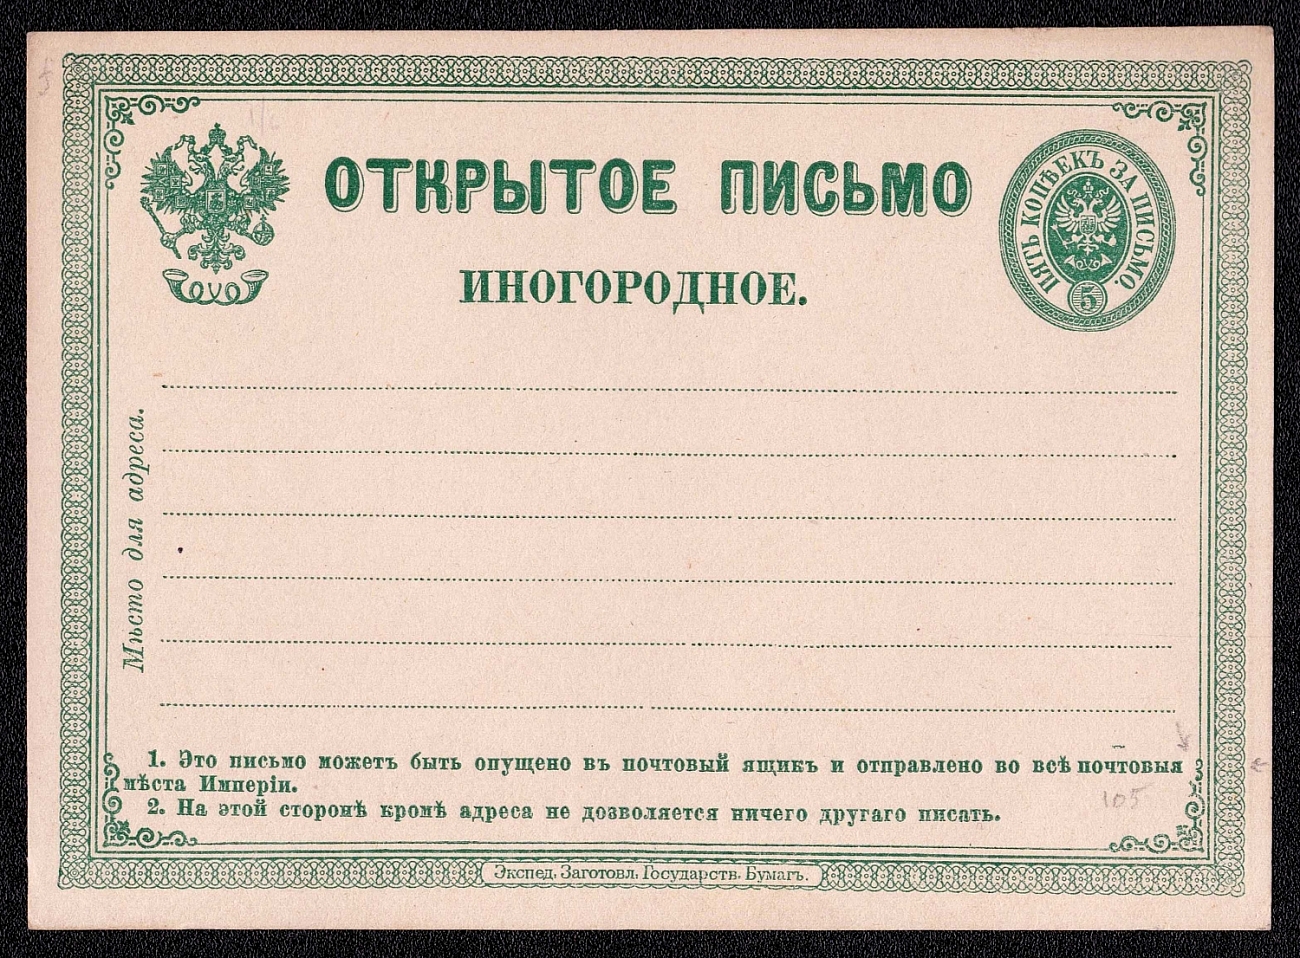 ОТКРЫТОЕ ПИСЬМО
ИНОГОРОДНОЕ.
ПЯТЬ КОПѢЕКЪ ЗА ПИСЬМО.
5
Мѣсто для адреса.
1. Это письмо можетъ быть опущено въ почтовый ящикъ и отправлено во всѣ почтовыя
мѣста Имперіи.
2. На этой сторонѣ кромѣ адреса не дозволяется ничего другаго писать.
105
Экспед. Заготовл. Государств. Бумагъ.